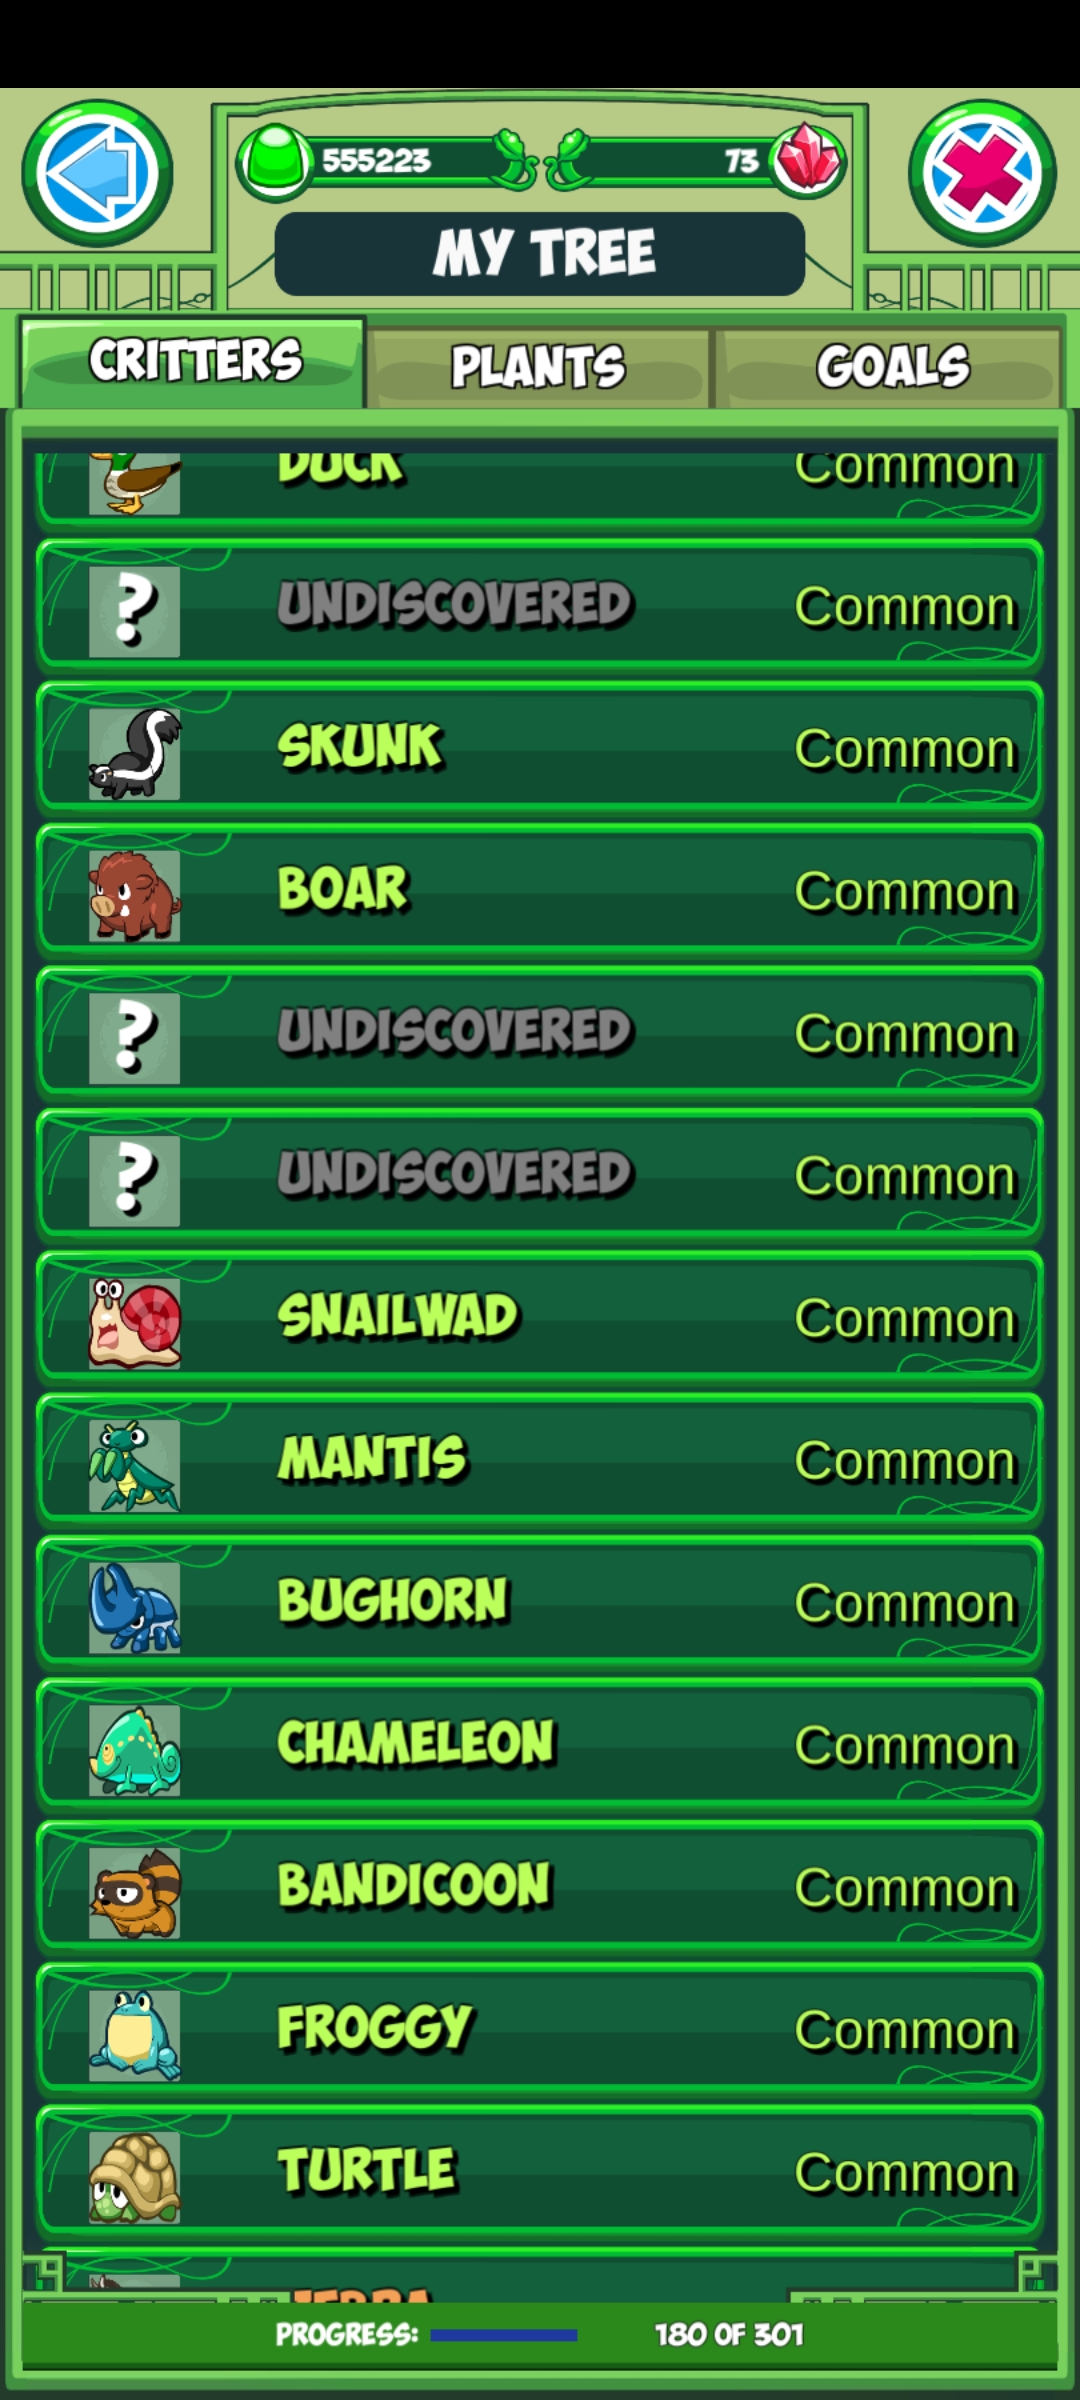 555223
73
MY TREE
CRITTERS PLANTS GOALS
DUCK Common
? UNDISCOVERED Common
SKUNK Common
BOAR Common
? UNDISCOVERED Common
? UNDISCOVERED Common
SNAILWAD Common
MANTIS Common
BUGHORN Common
CHAMELEON Common
BANDICOON Common
FROGGY Common
TURTLE Common
PROGRESS: 180 OF 301